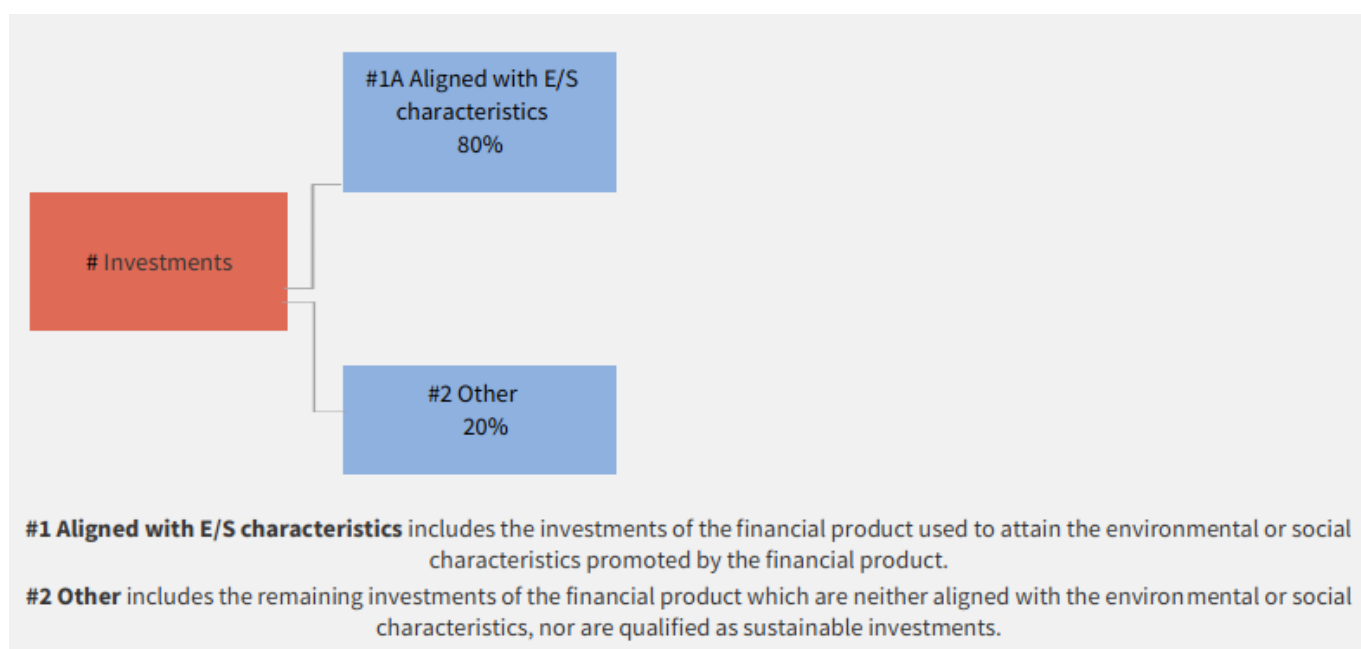 #1A Aligned with E/S
characteristics
80%
# Investments
#2 Other
20%
#1 Aligned with E/S characteristics includes the investments of the financial product used to attain the environmental or social
characteristics promoted by the financial product.
#2 Other includes the remaining investments of the financial product which are neither aligned with the environmental or social
characteristics, nor are qualified as sustainable investments.